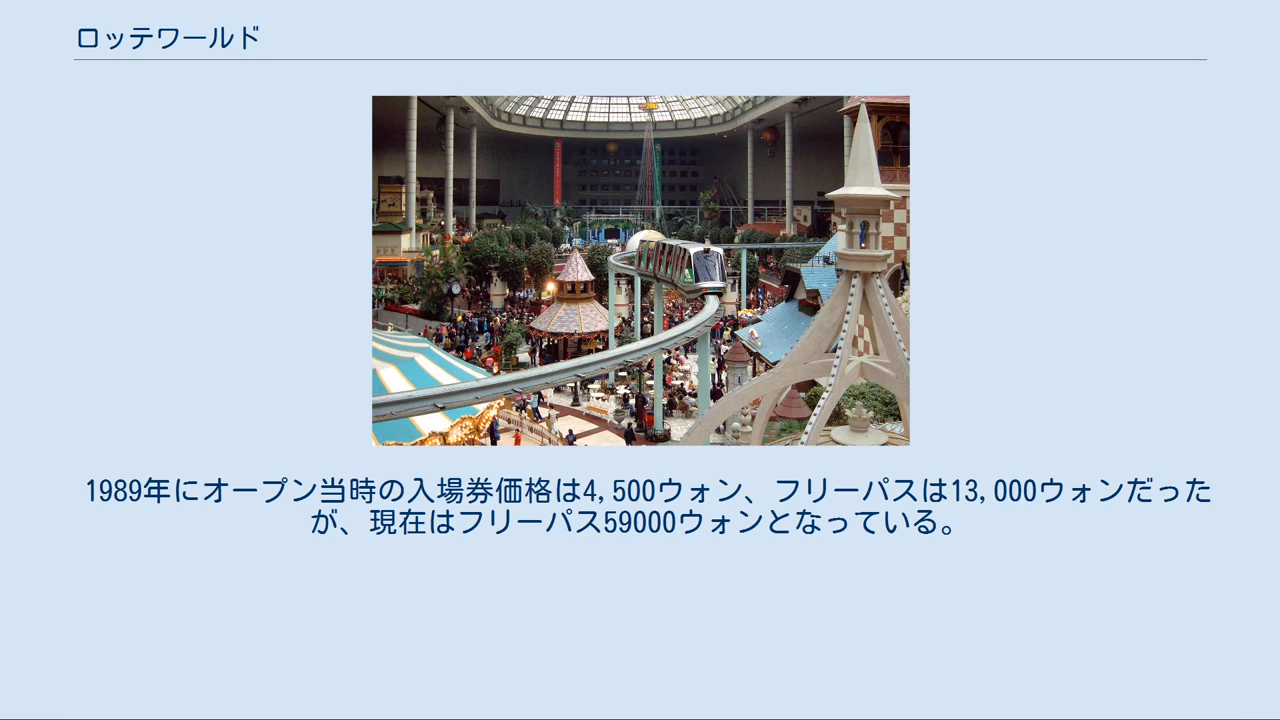 ロッテワールド
1989年にオープン当時の入場券価格は4,500ウォン、フリーパスは13,000ウォンだった
が、現在はフリーパス59000ウォンとなっている。